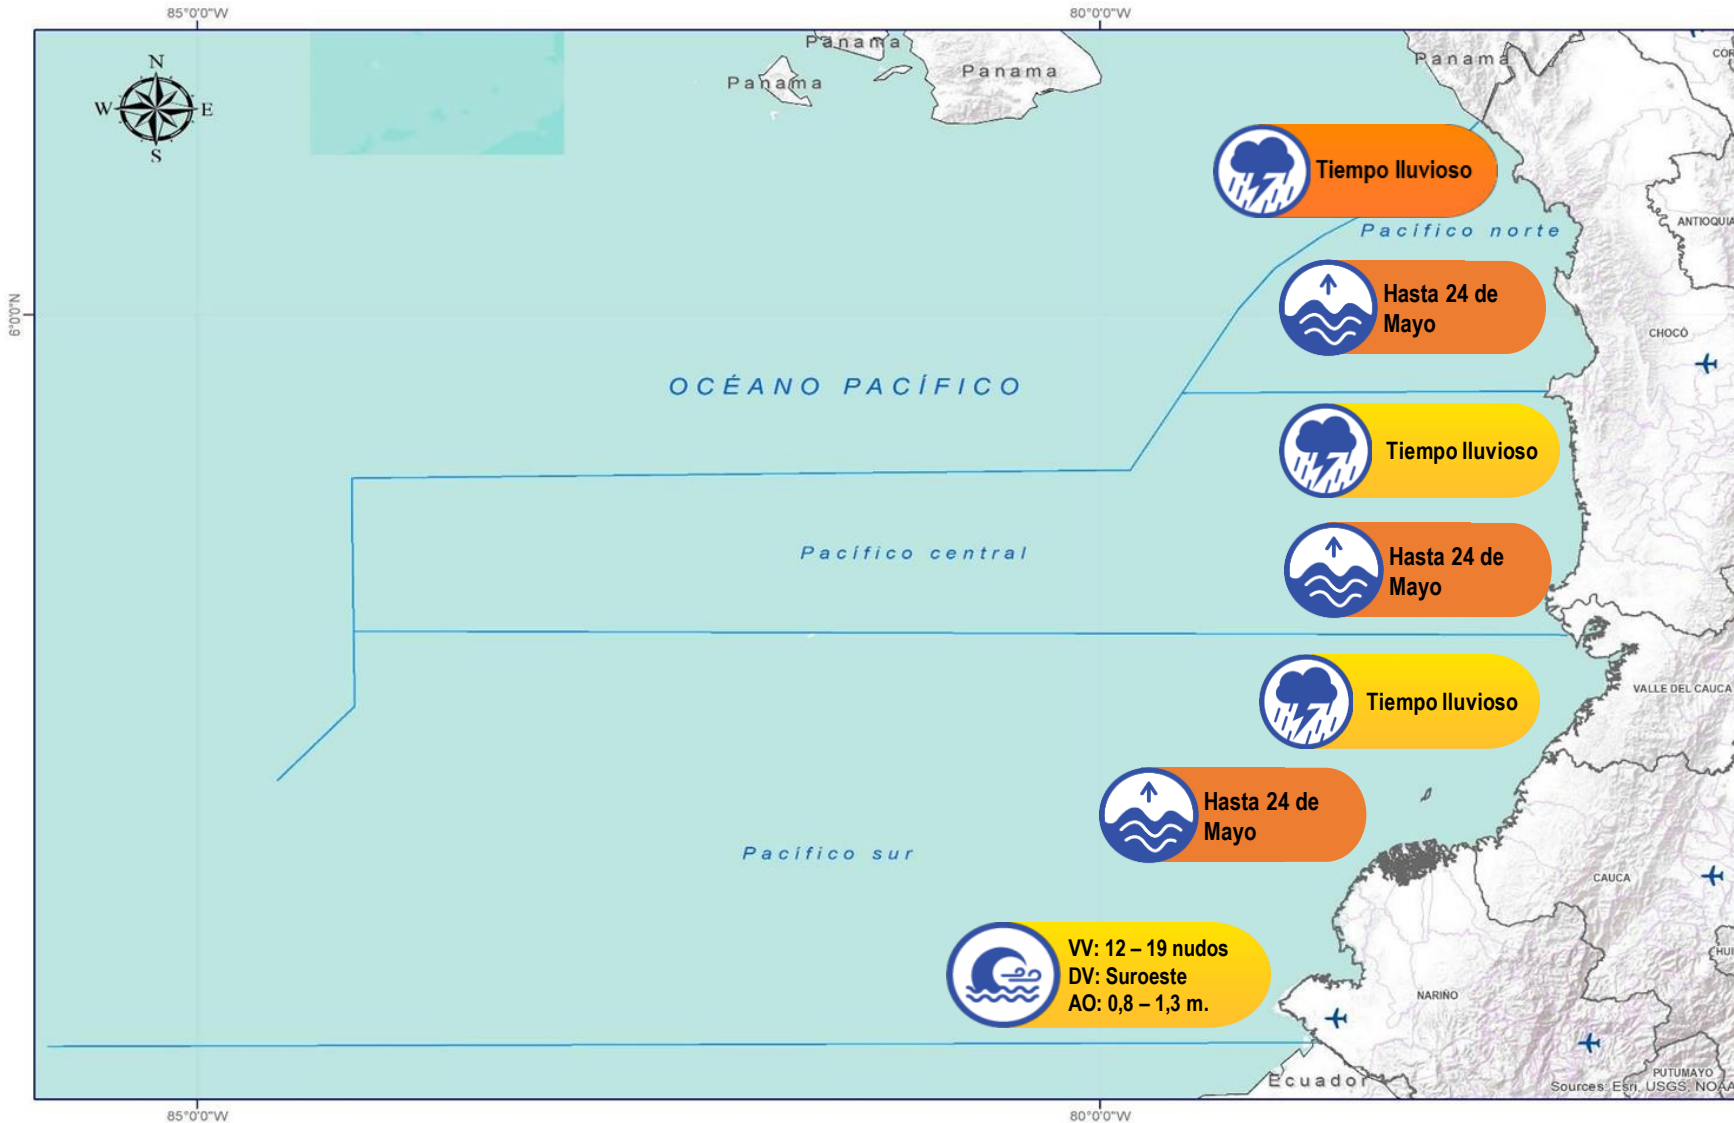 85°0'0"W
80°0'0"W
N
W
E
S
Panama
Panama
Panama
Panama
Tiempo lluvioso
ANTIOQUIA
Pacífico norte
6°0'0"N
Hasta 24 de
Mayo
CHOCÓ
OCÉANO PACÍFICO
Tiempo lluvioso
Pacífico central
Hasta 24 de
Mayo
VALLE DEL CAUCA
Tiempo lluvioso
Hasta 24 de
Mayo
Pacífico sur
CAUCA
VV: 12 – 19 nudos
DV: Suroeste
AO: 0,8 – 1,3 m.
HUI
NARIÑO
PUTUMAYO
Ecuador
Sources: Esri, USGS, NOAA
85°0'0"W
80°0'0"W